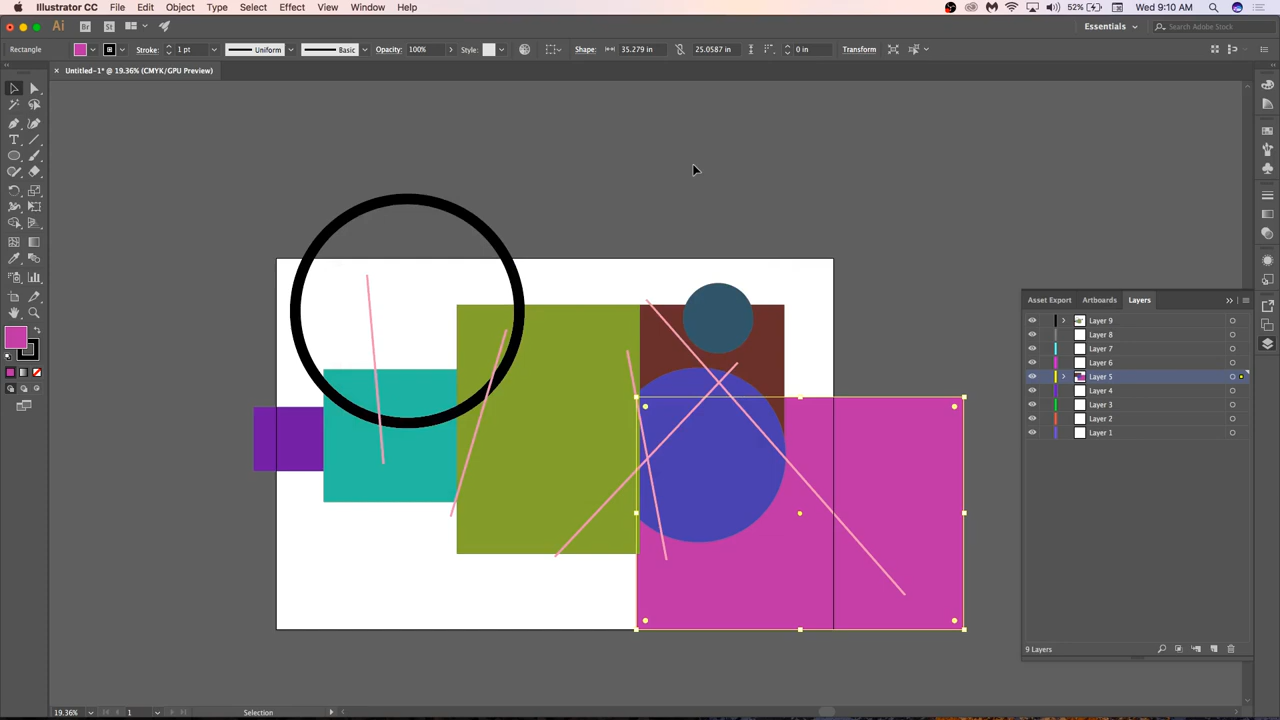 Illustrator CC File Edit Object Type Select Effect View Window Help 52% Wed 9:10 AM
Ai Br St Essentials Search Adobe Stock
Rectangle Stroke: 1 pt Uniform Basic Opacity: 100% Style: Shape: 35.279 in 25.0587 in 0 in Transform
× Untitled-1* @ 19.36% (CMYK/GPU Preview)
Asset Export Artboards Layers
Layer 9
Layer 8
Layer 7
Layer 6
Layer 5
Layer 4
Layer 3
Layer 2
Layer 1
9 Layers
19.36% 1 Selection